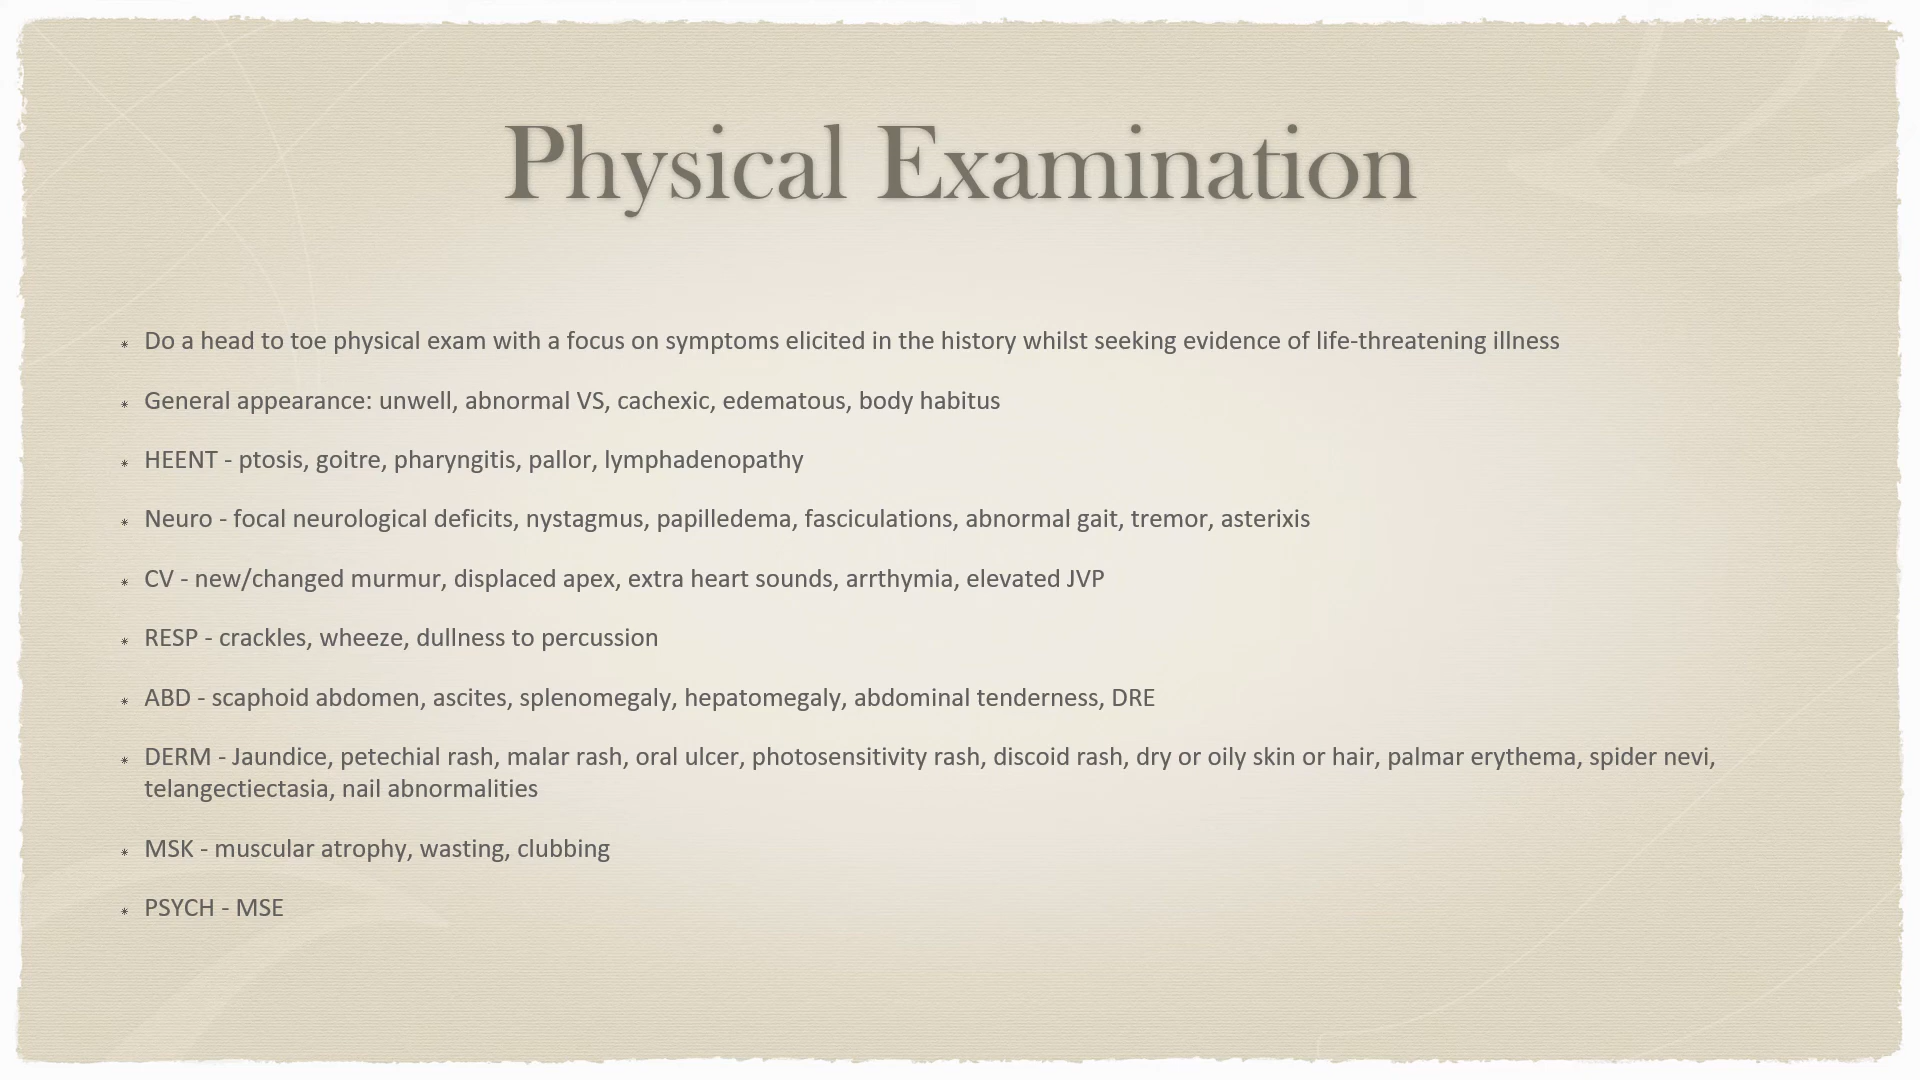 Physical Examination
* Do a head to toe physical exam with a focus on symptoms elicited in the history whilst seeking evidence of life-threatening illness
* General appearance: unwell, abnormal VS, cachexic, edematous, body habitus
* HEENT - ptosis, goitre, pharyngitis, pallor, lymphadenopathy
* Neuro - focal neurological deficits, nystagmus, papilledema, fasciculations, abnormal gait, tremor, asterixis
* CV - new/changed murmur, displaced apex, extra heart sounds, arrthymia, elevated JVP
* RESP - crackles, wheeze, dullness to percussion
* ABD - scaphoid abdomen, ascites, splenomegaly, hepatomegaly, abdominal tenderness, DRE
* DERM - Jaundice, petechial rash, malar rash, oral ulcer, photosensitivity rash, discoid rash, dry or oily skin or hair, palmar erythema, spider nevi,
telangectiectasia, nail abnormalities
* MSK - muscular atrophy, wasting, clubbing
* PSYCH - MSE